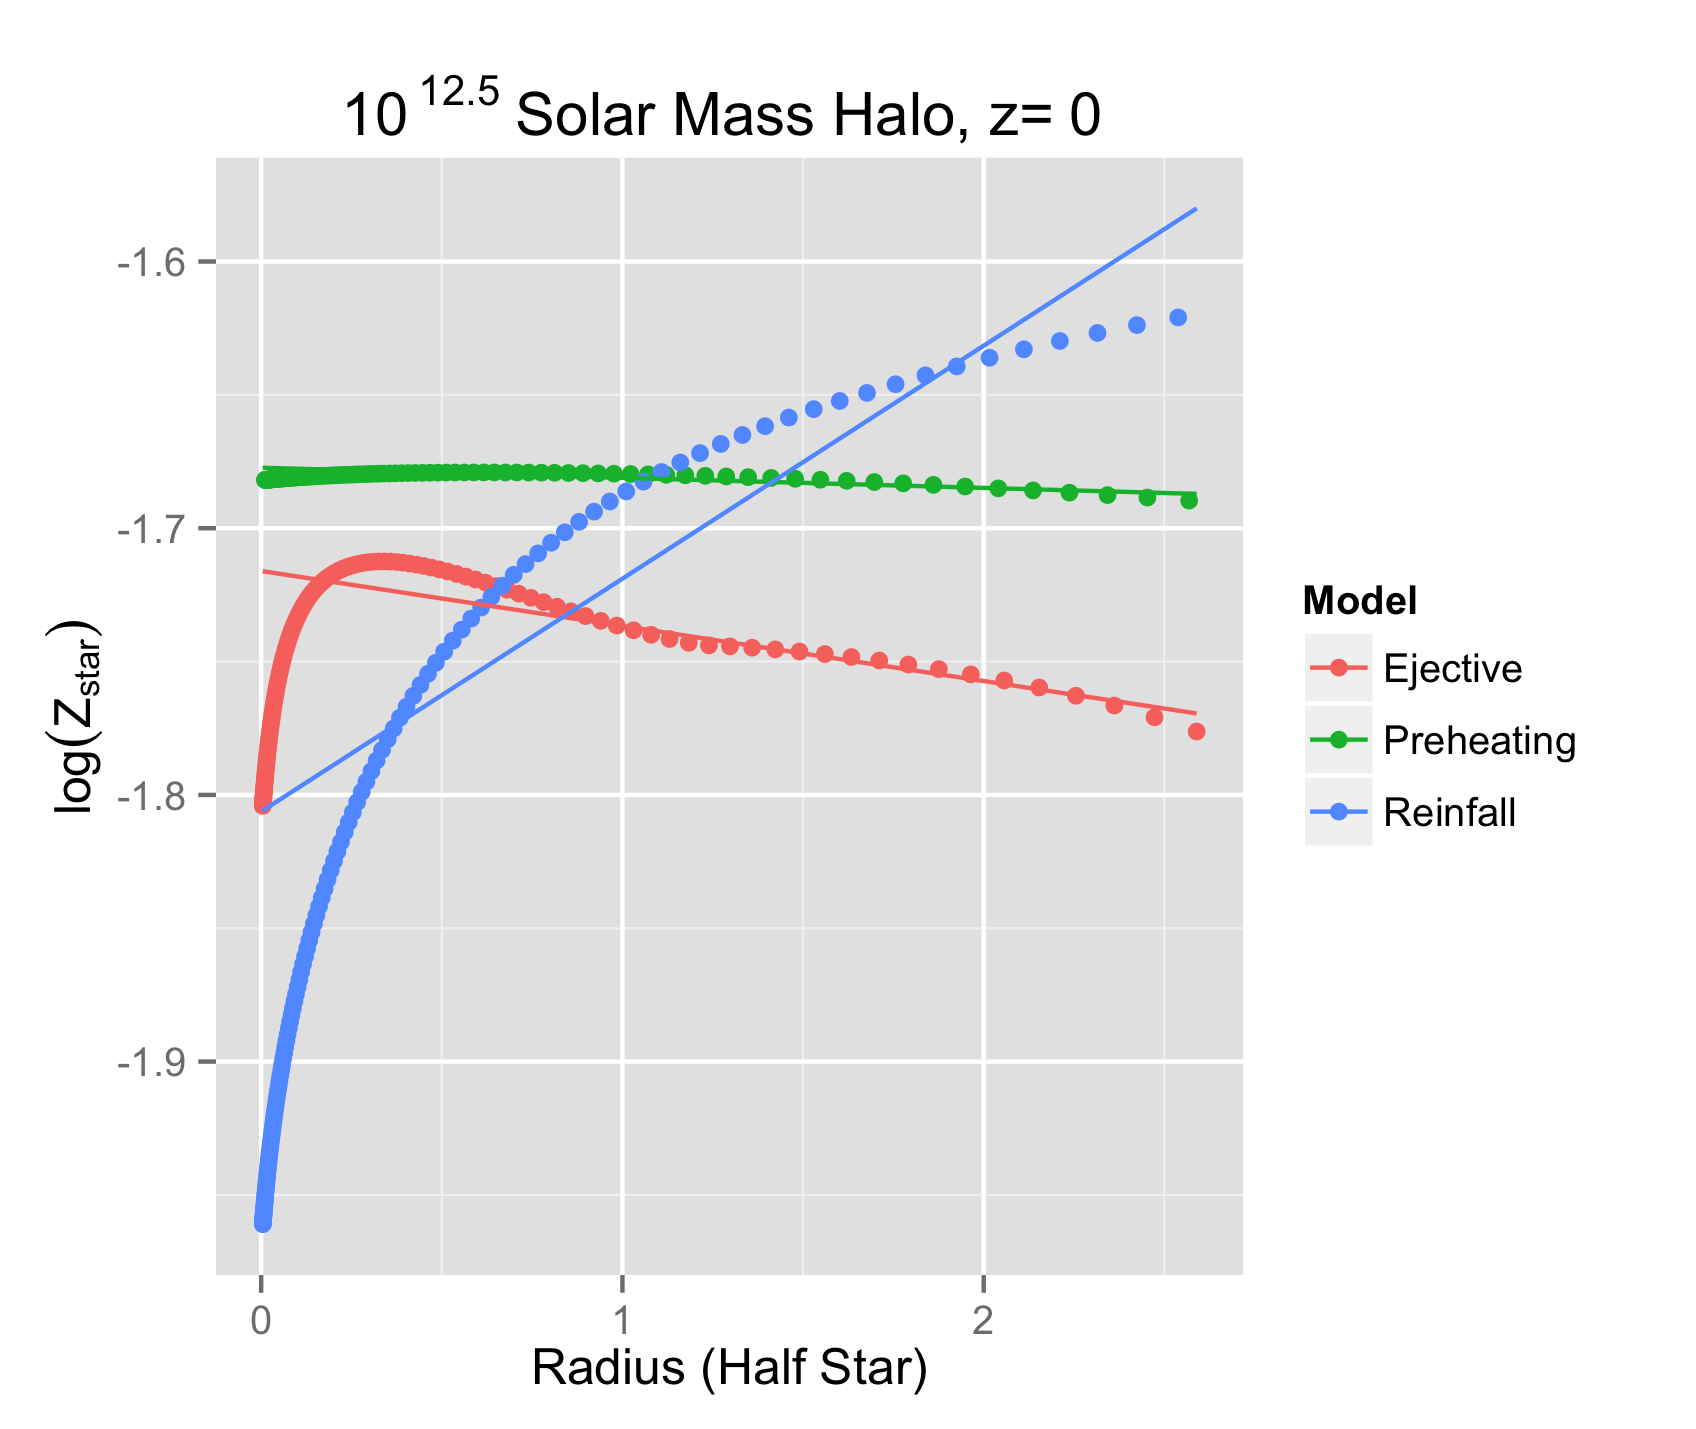 10 12.5 Solar Mass Halo, z= 0
log(Zstar)
-1.6
-1.7
-1.8
-1.9
0 1 2
Radius (Half Star)
Model
Ejective
Preheating
Reinfall